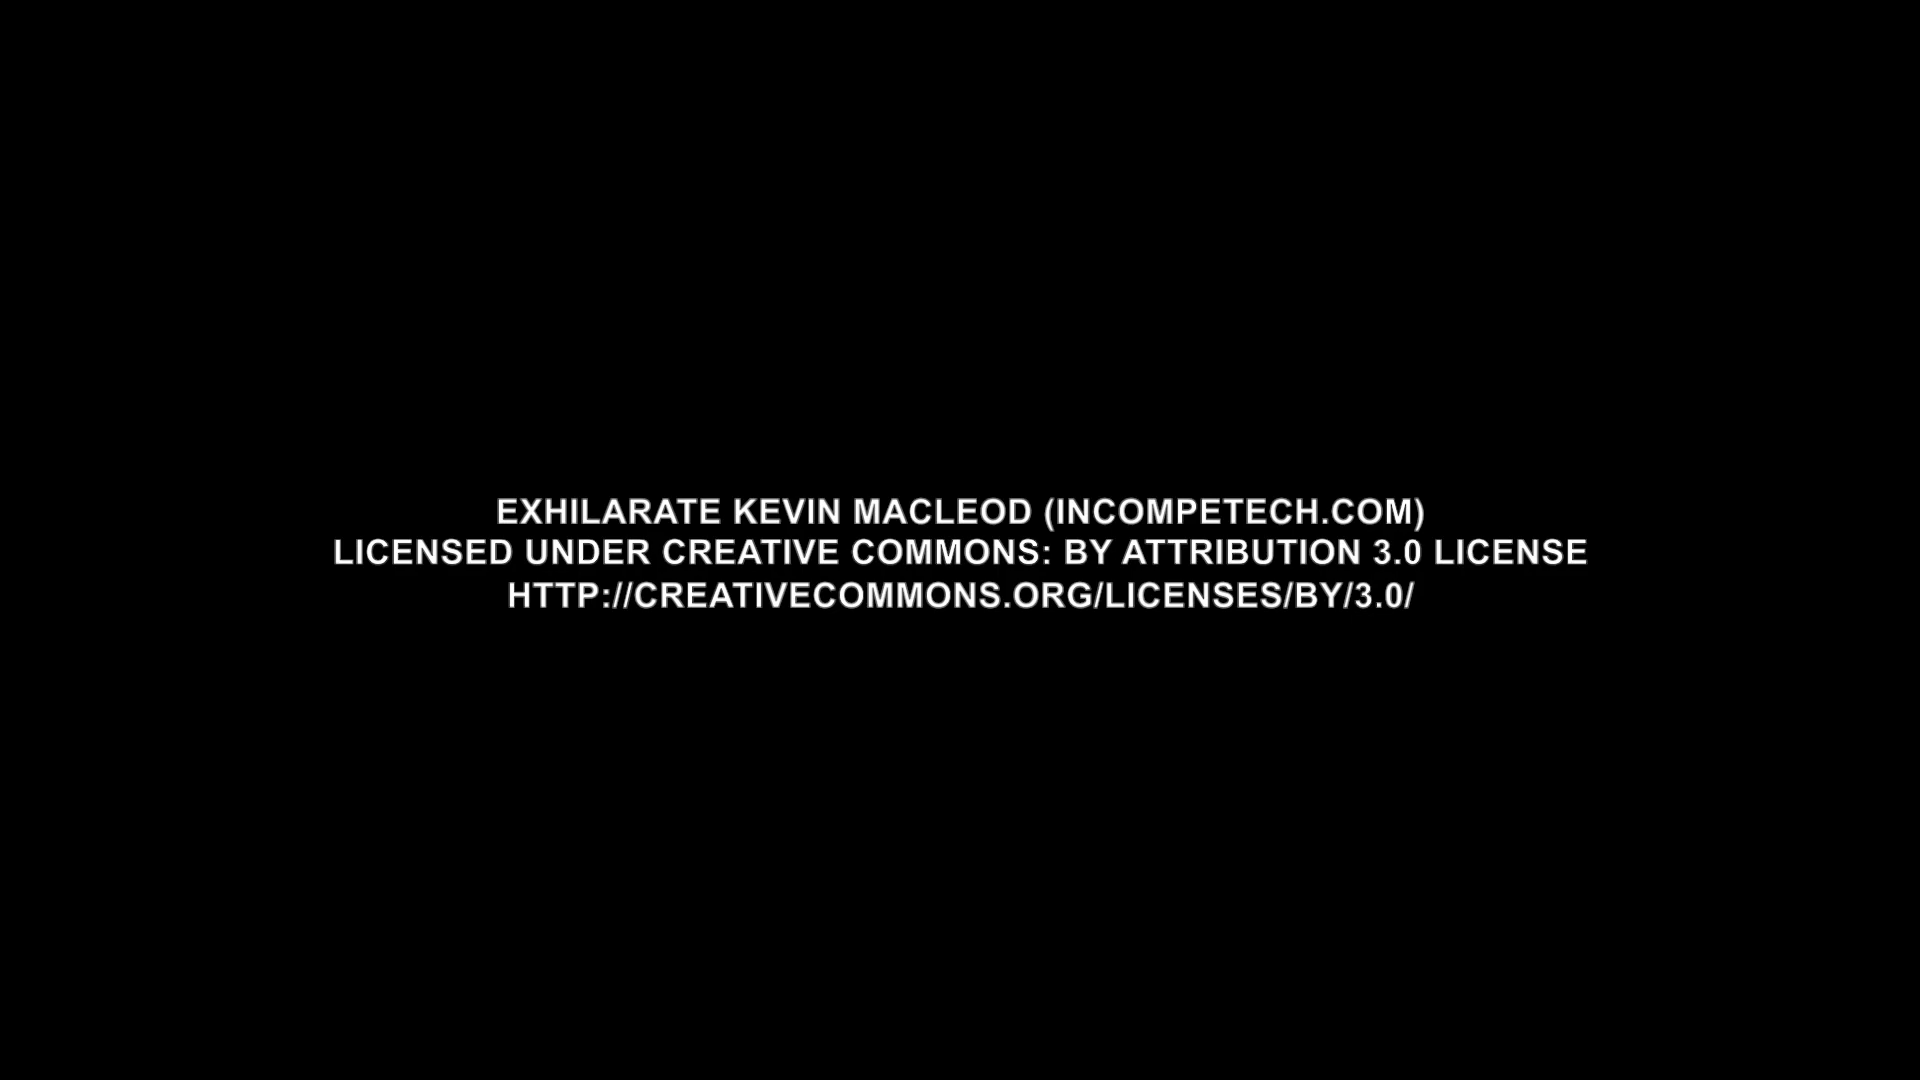 EXHILARATE KEVIN MACLEOD (INCOMPETECH.COM)
LICENSED UNDER CREATIVE COMMONS: BY ATTRIBUTION 3.0 LICENSE
HTTP://CREATIVECOMMONS.ORG/LICENSES/BY/3.0/